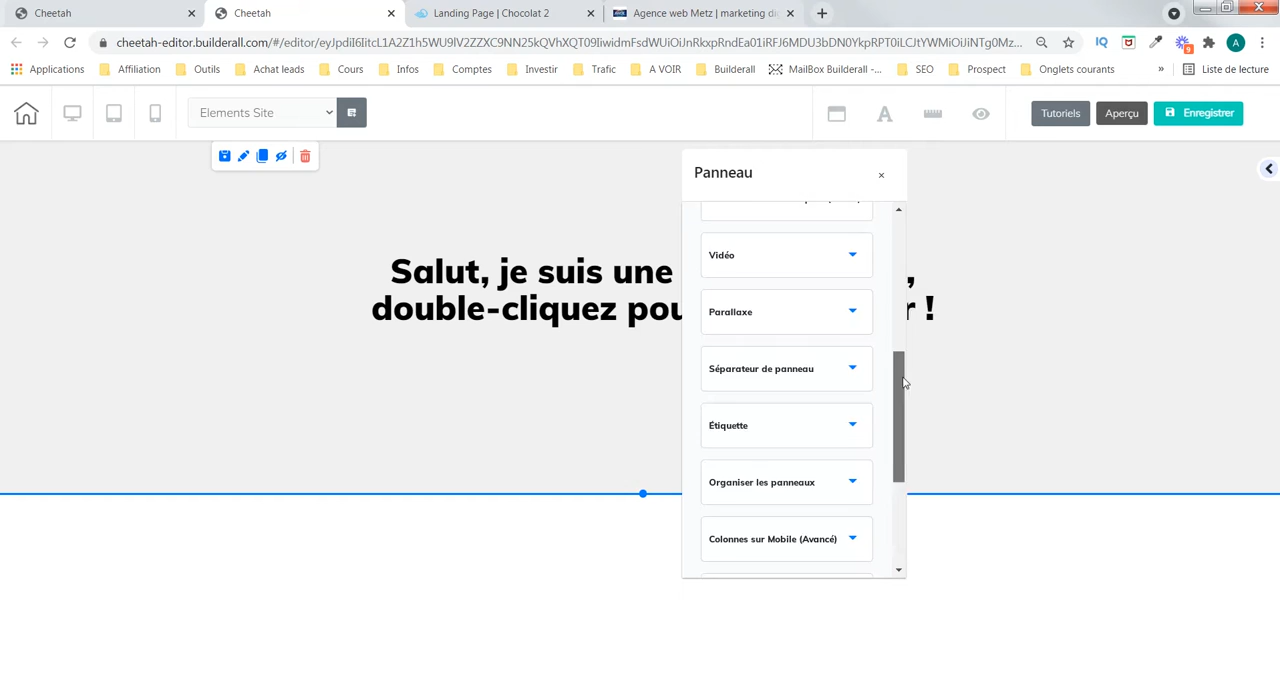 Cheetah
Cheetah
Landing Page | Chocolat 2
Agence web Metz | marketing di
cheetah-editor.builderall.com/#/editor/
Applications
Affiliation
Outils
Achat leads
Cours
Infos
Comptes
Investir
Trafic
A VOIR
Builderall
MailBox Builderall -...
SEO
Prospect
Onglets courants
»
Liste de lecture
Elements Site
Tutoriels
Aperçu
Enregistrer
Panneau
Salut, je suis une
,
double-cliquez pou
r !
Vidéo
Parallaxe
Séparateur de panneau
Étiquette
Organiser les panneaux
Colonnes sur Mobile (Avancé)